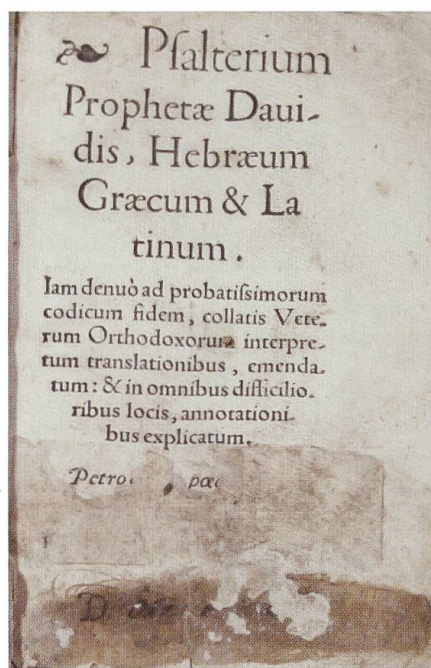 Psalterium
Prophetæ Daui-
dis, Hebræum
Græcum & La
tinum.
Iam denuò ad probatissimorum
codicum fidem, collatis Vete-
rum Orthodoxorum interpre-
tum translationibus, emenda-
tum: & in omnibus difficilio-
ribus locis, annotationi-
bus explicatum.
Petro